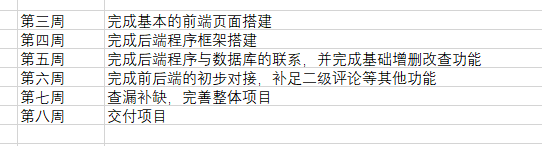 第三周 完成基本的前端页面搭建
第四周 完成后端程序框架搭建
第五周 完成后端程序与数据库的联系，并完成基础增删改查功能
第六周 完成前后端的初步对接，补足二级评论等其他功能
第七周 查漏补缺，完善整体项目
第八周 交付项目